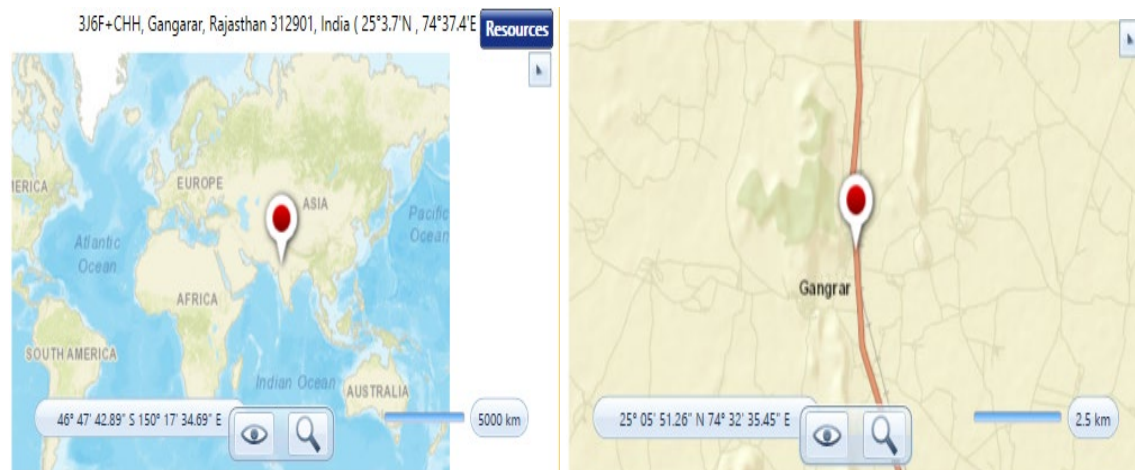 3J6F+CHH, Gangarar, Rajasthan 312901, India ( 25°3.7'N , 74°37.4'E
Resources
MERICA
EUROPE
ASIA
Atlantic
Ocean
Pacific
Ocean
AFRICA
SOUTH AMERICA
Indian Ocean
AUSTRALIA
46° 47' 42.89" S 150° 17' 34.69" E
5000 km
Gangrar
25° 05' 51.26" N 74° 32' 35.45" E
2.5 km